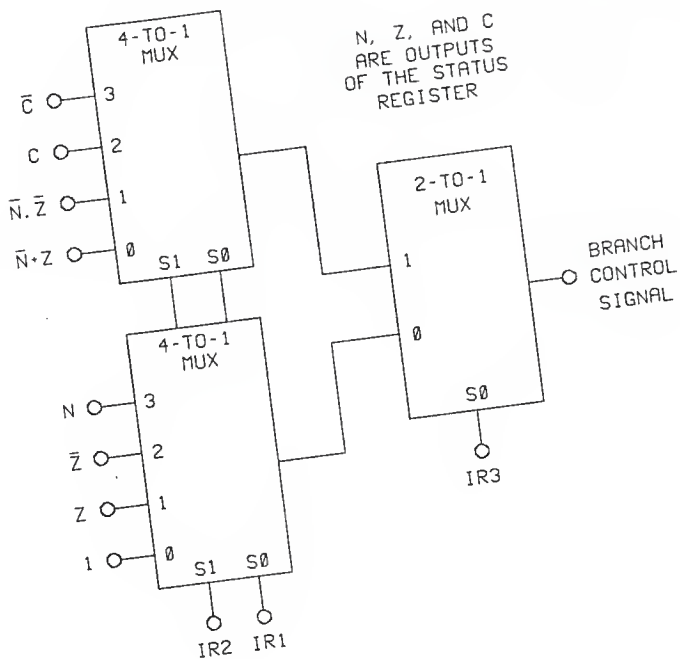 4-TO-1
MUX
C̅
3
C
2
N̅.Z̅
1
N̅+Z
0
S1
S0
N, Z, AND C
ARE OUTPUTS
OF THE STATUS
REGISTER
2-TO-1
MUX
1
0
S0
IR3
BRANCH
CONTROL
SIGNAL
4-TO-1
MUX
N
3
Z̅
2
Z
1
1
0
S1
S0
IR2
IR1